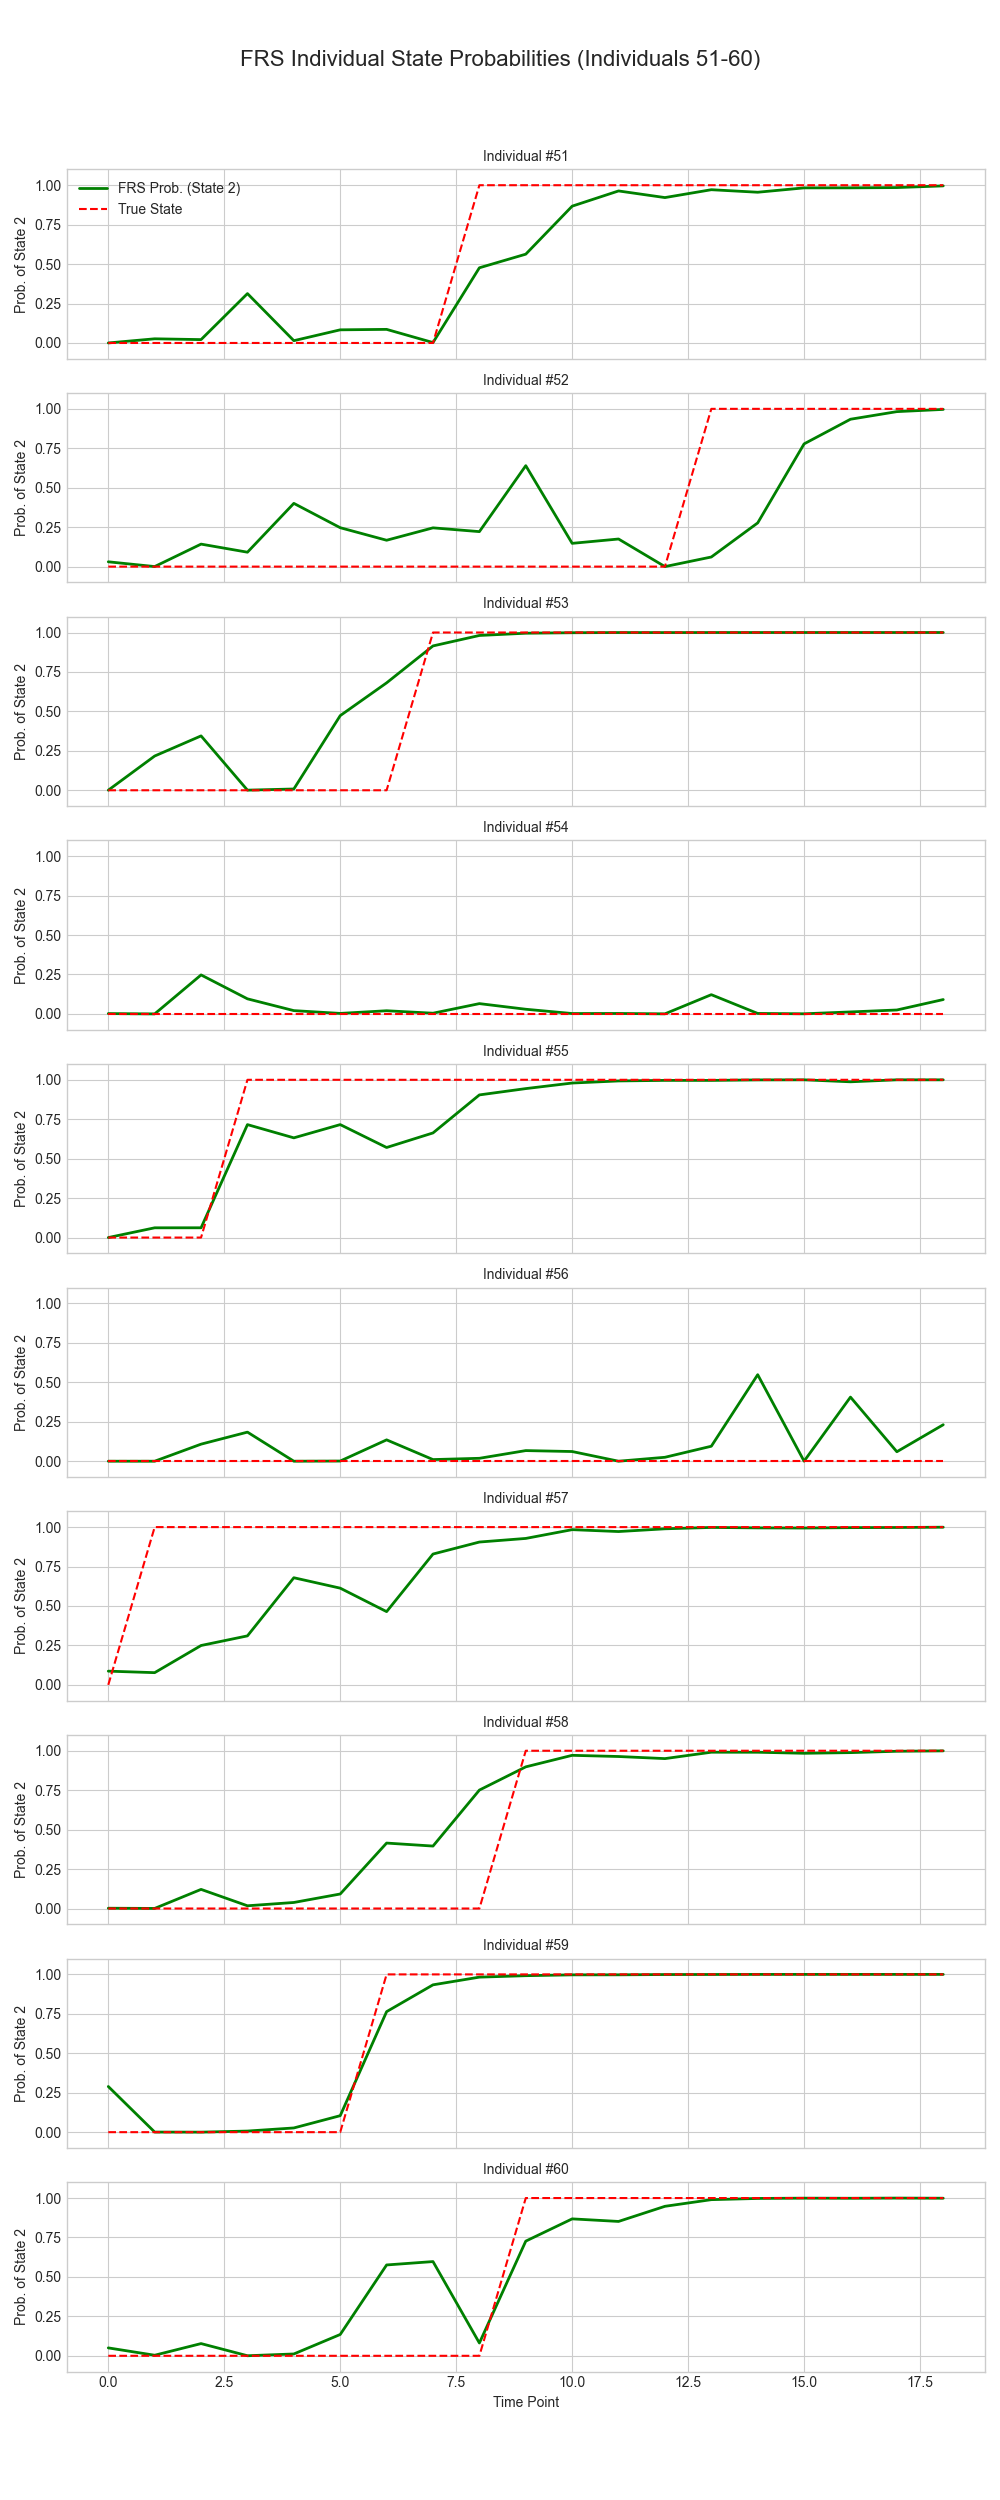 FRS Individual State Probabilities (Individuals 51-60)
Individual #51
FRS Prob. (State 2)
True State
1.00
0.75
0.50
0.25
0.00
Prob. of State 2
Individual #52
1.00
0.75
0.50
0.25
0.00
Prob. of State 2
Individual #53
1.00
0.75
0.50
0.25
0.00
Prob. of State 2
Individual #54
1.00
0.75
0.50
0.25
0.00
Prob. of State 2
Individual #55
1.00
0.75
0.50
0.25
0.00
Prob. of State 2
Individual #56
1.00
0.75
0.50
0.25
0.00
Prob. of State 2
Individual #57
1.00
0.75
0.50
0.25
0.00
Prob. of State 2
Individual #58
1.00
0.75
0.50
0.25
0.00
Prob. of State 2
Individual #59
1.00
0.75
0.50
0.25
0.00
Prob. of State 2
Individual #60
1.00
0.75
0.50
0.25
0.00
Prob. of State 2
0.0 2.5 5.0 7.5 10.0 12.5 15.0 17.5
Time Point